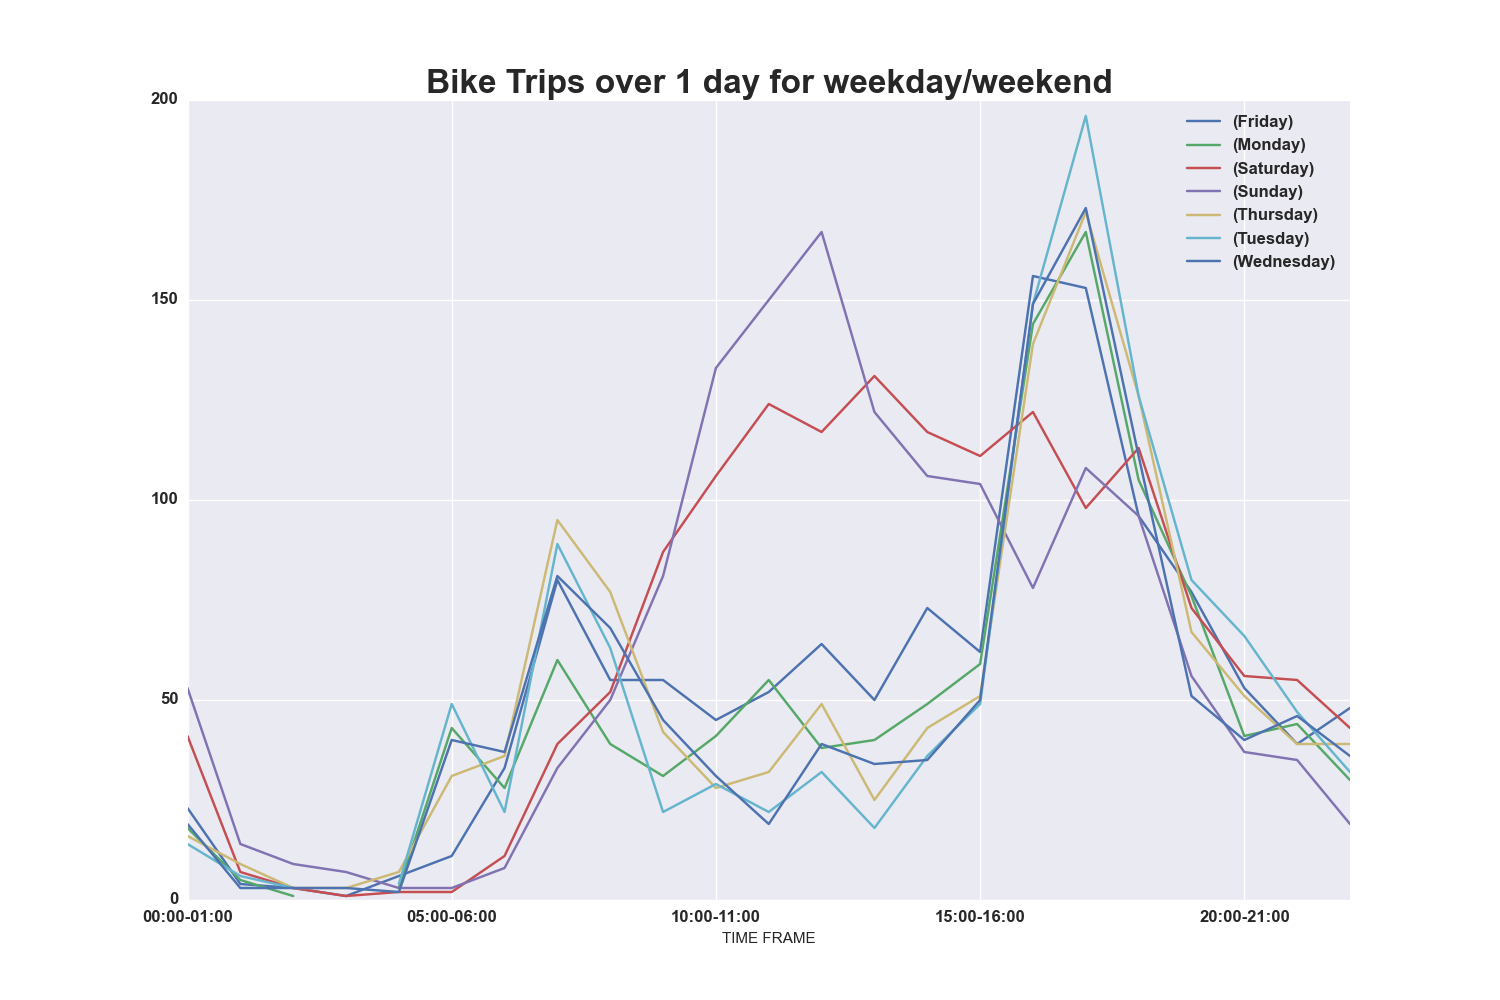 Bike Trips over 1 day for weekday/weekend
200
150
100
50
0
(Friday)
(Monday)
(Saturday)
(Sunday)
(Thursday)
(Tuesday)
(Wednesday)
00:00-01:00 05:00-06:00 10:00-11:00 15:00-16:00 20:00-21:00
TIME FRAME